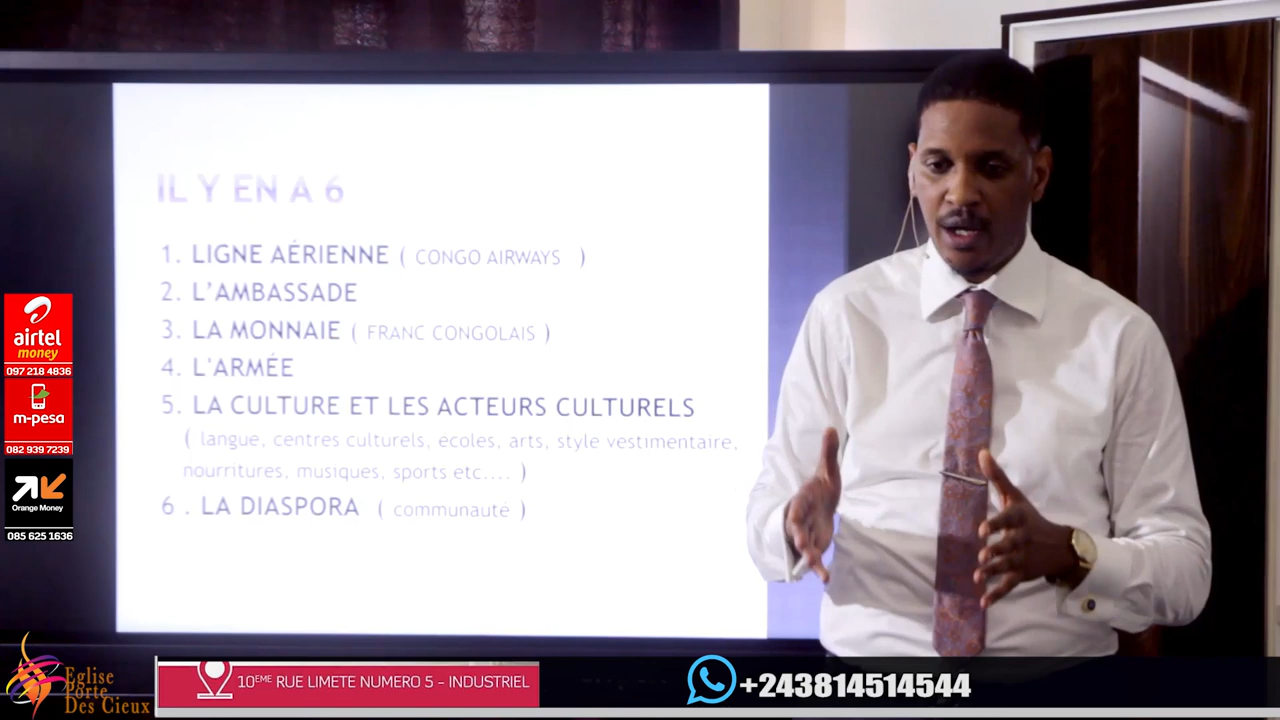 IL Y EN A 6
1. LIGNE AÉRIENNE ( CONGO AIRWAYS )
2. L'AMBASSADE
3. LA MONNAIE ( FRANC CONGOLAIS )
4. L'ARMÉE
5. LA CULTURE ET LES ACTEURS CULTURELS
( langue, centres culturels, écoles, arts, style vestimentaire,
nourritures, musiques, sports etc.... )
6 . LA DIASPORA ( communauté )
airtel
money
097 218 4836
m-pesa
082 939 7239
Orange Money
085 625 1636
Eglise
Porte
Des Cieux
10EME RUE LIMETE NUMERO 5 - INDUSTRIEL
+243814514544